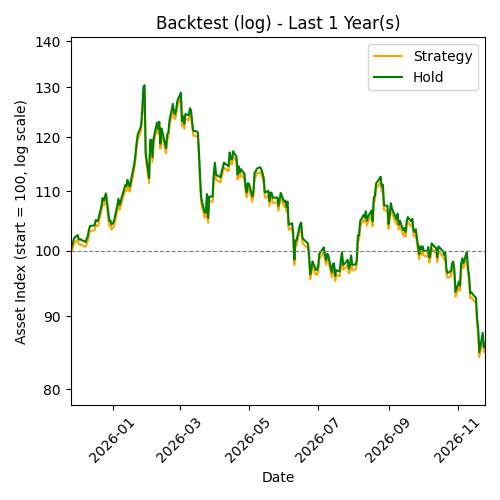 Backtest (log) - Last 1 Year(s)
Strategy
Hold
Asset Index (start = 100, log scale)
140
130
120
110
100
90
80
2026-01
2026-03
2026-05
2026-07
2026-09
2026-11
Date